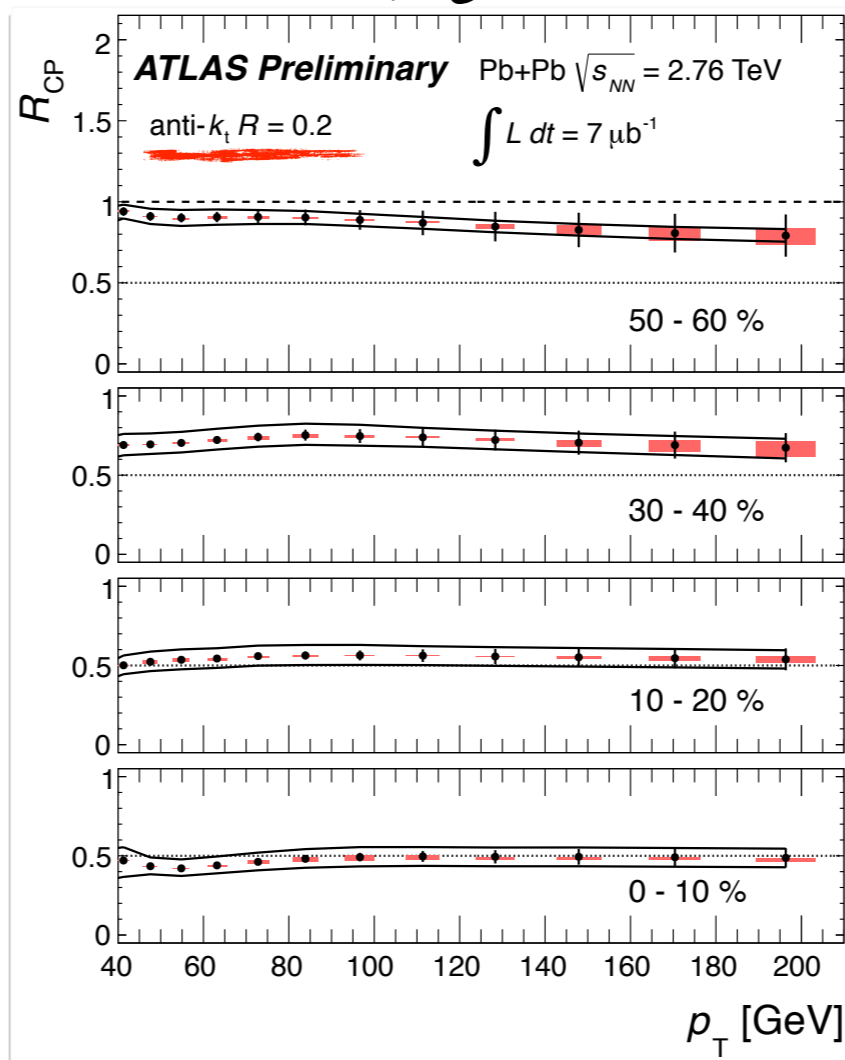 2
ATLAS Preliminary Pb+Pb √s_NN = 2.76 TeV
R_CP
1.5
anti-k_t R = 0.2 ∫ L dt = 7 μb⁻¹
1
0.5
50 - 60 %
0
1
0.5
30 - 40 %
0
1
0.5
10 - 20 %
0
1
0.5
0 - 10 %
0
40 60 80 100 120 140 160 180 200
p_T [GeV]